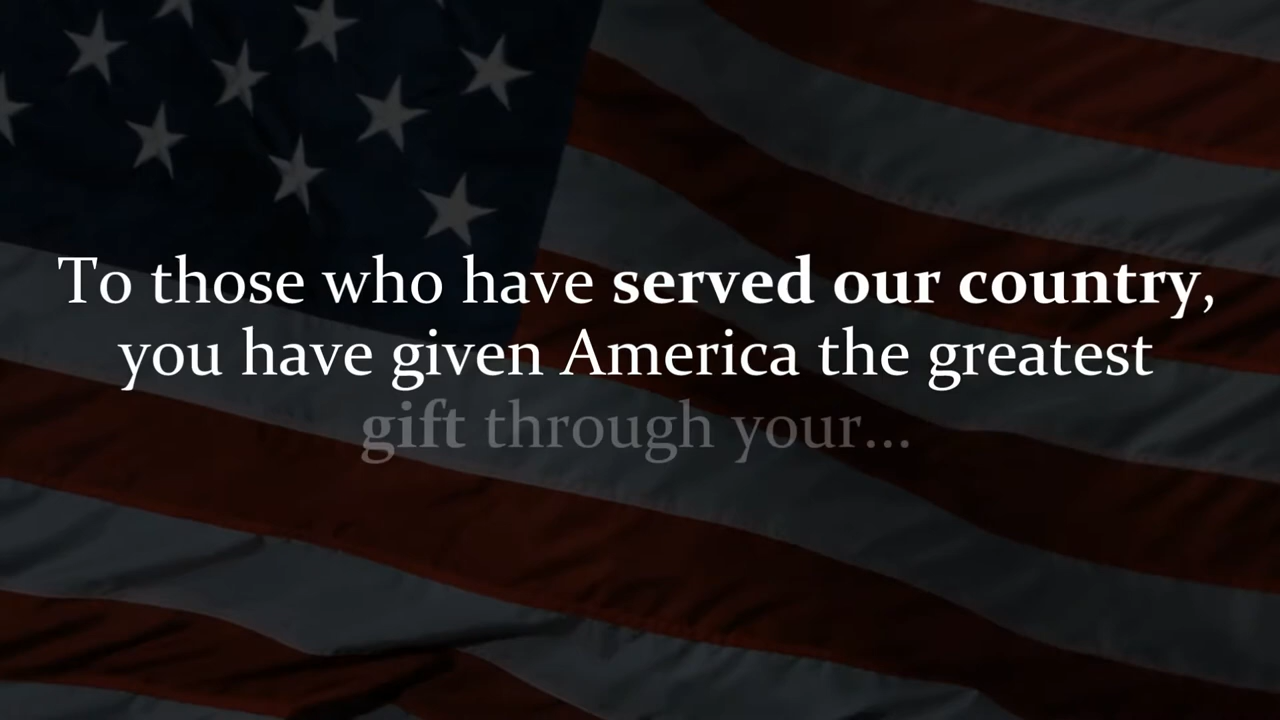 To those who have served our country,
you have given America the greatest
gift through your...